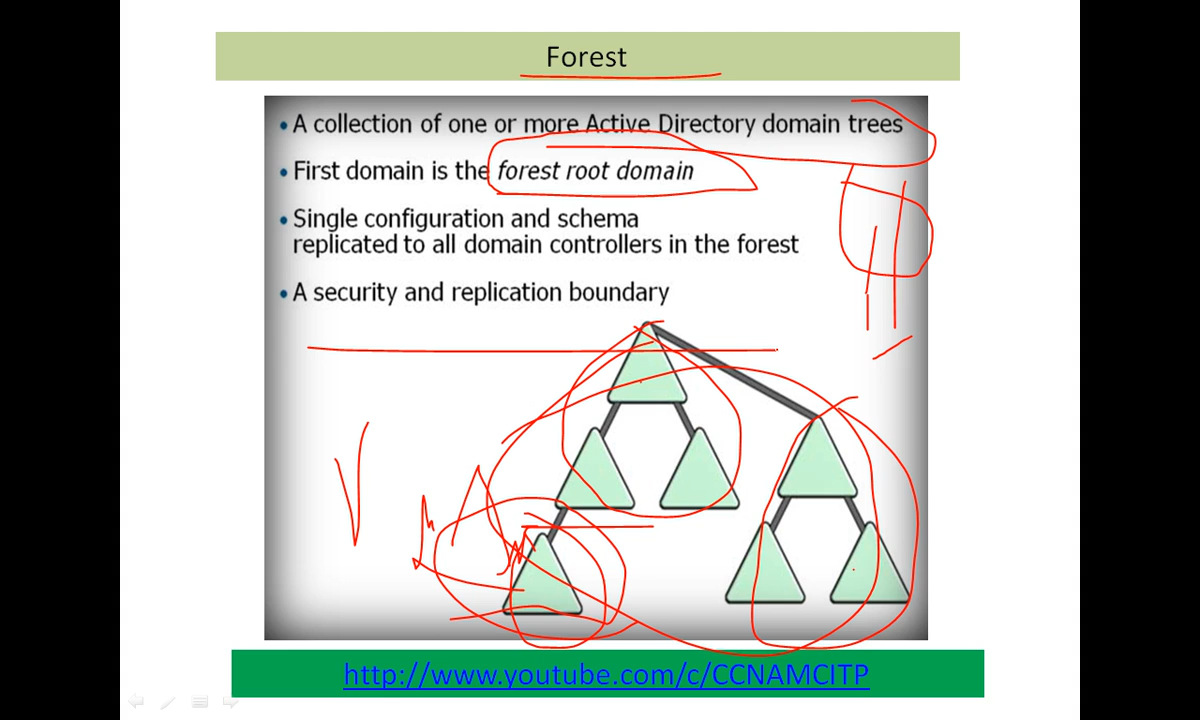 Forest
• A collection of one or more Active Directory domain trees
• First domain is the forest root domain
• Single configuration and schema
replicated to all domain controllers in the forest
• A security and replication boundary
http://www.youtube.com/c/CCNAMCITP